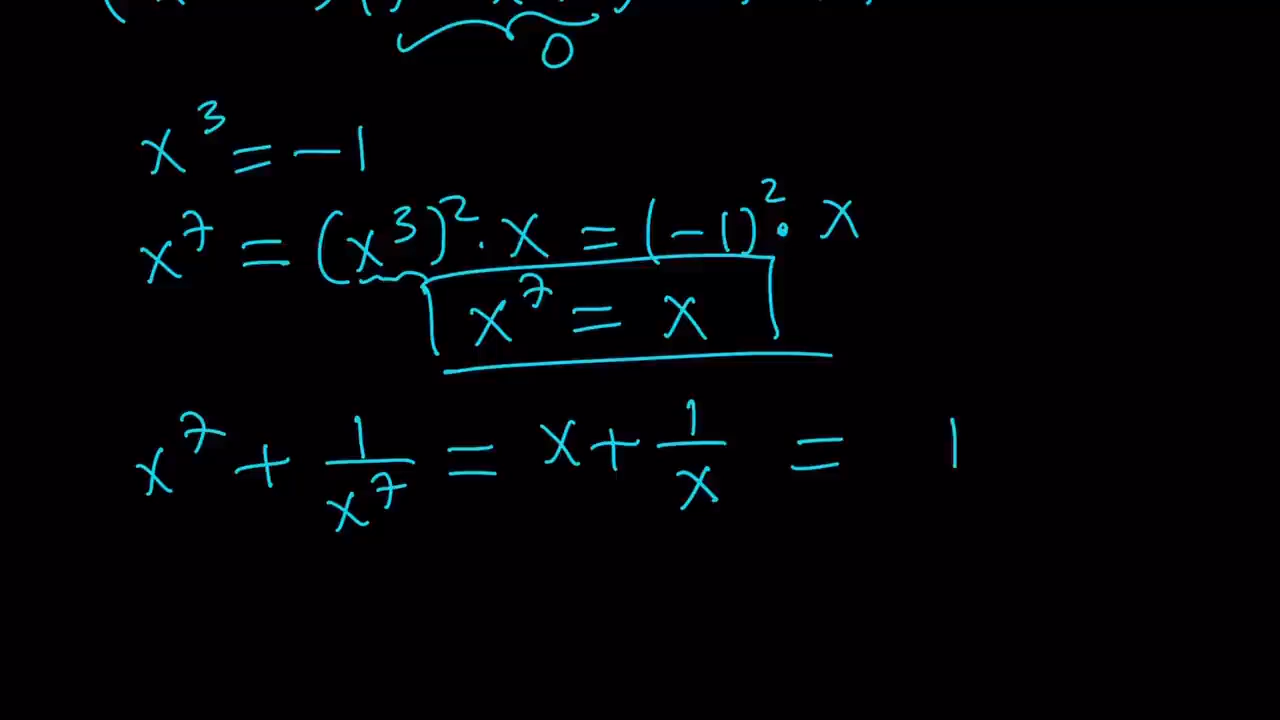 0
x³ = -1
x⁷ = (x³)² · x = (-1)² · x
x⁷ = x
x⁷ + 1/x⁷ = x + 1/x = 1